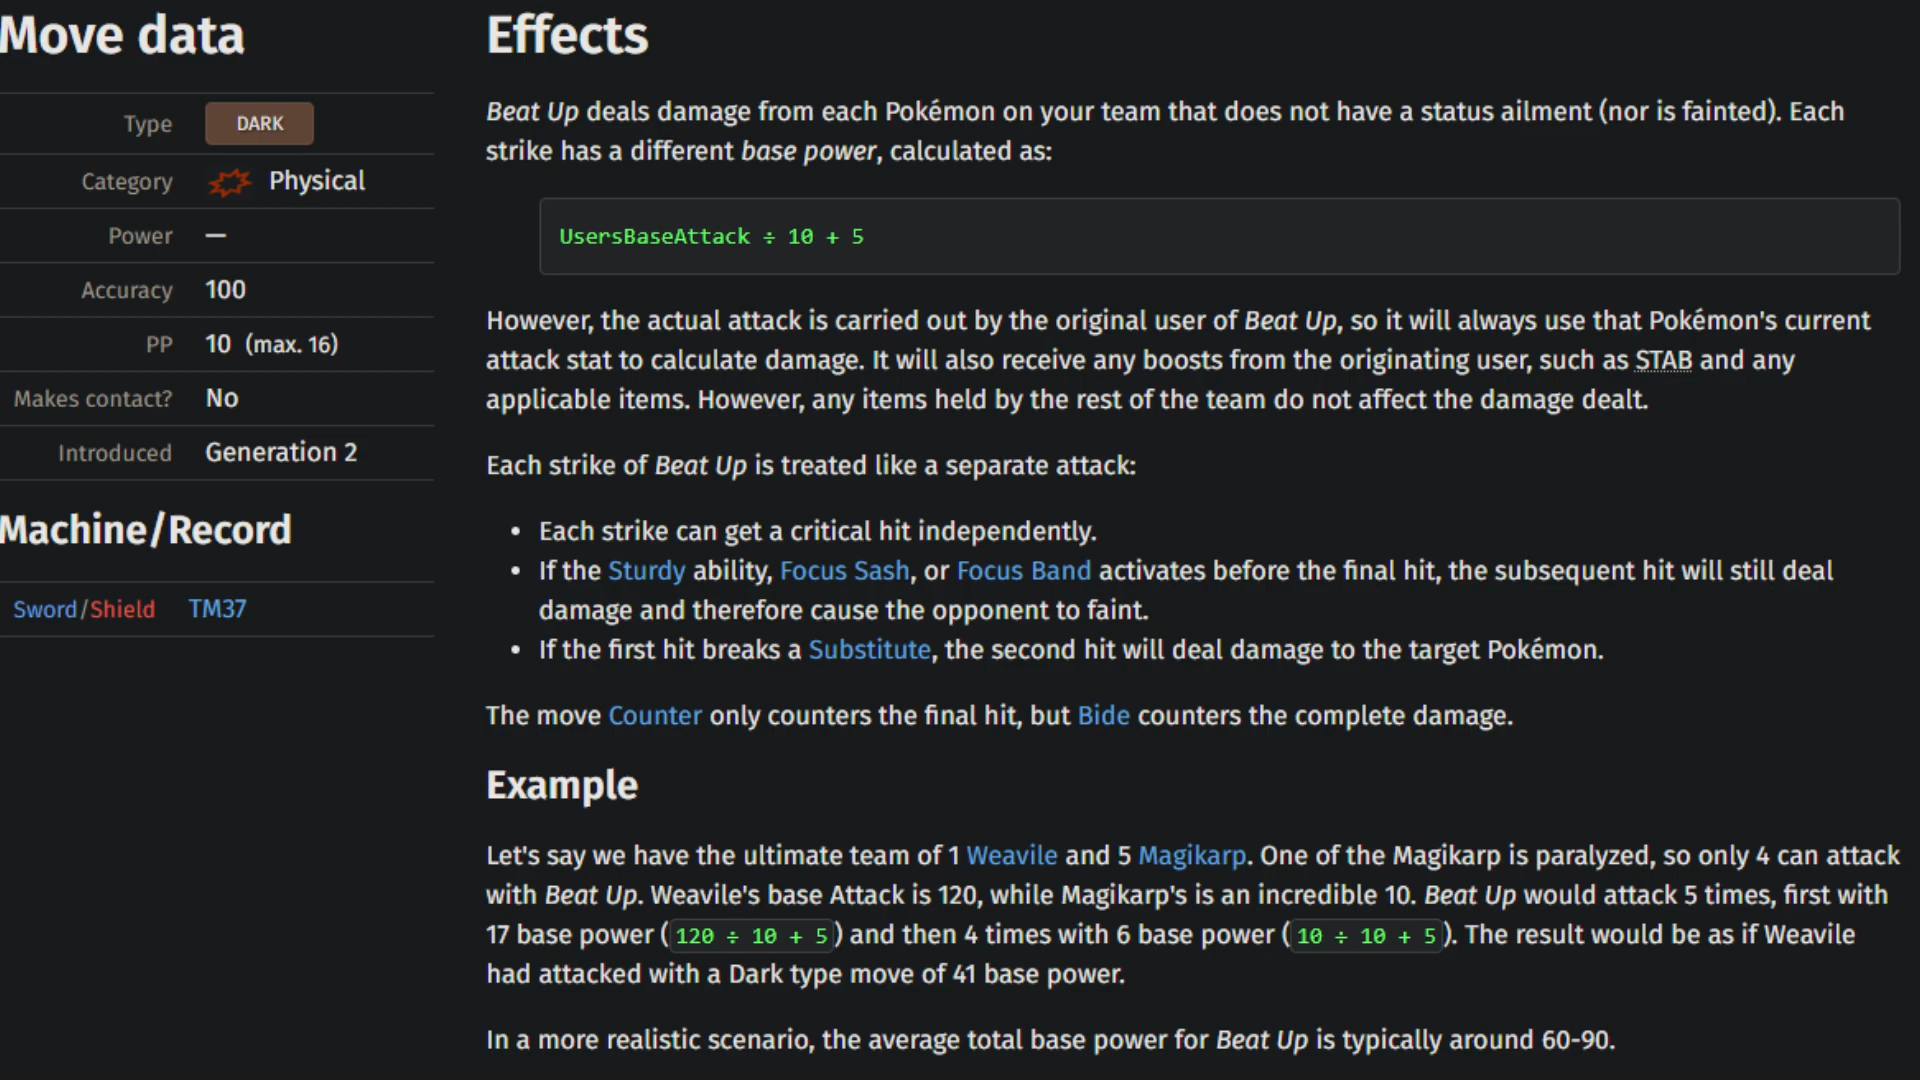 Move data
Type DARK
Category Physical
Power —
Accuracy 100
PP 10 (max. 16)
Makes contact? No
Introduced Generation 2
Machine/Record
Sword/Shield TM37
Effects
Beat Up deals damage from each Pokémon on your team that does not have a status ailment (nor is fainted). Each
strike has a different base power, calculated as:
UsersBaseAttack ÷ 10 + 5
However, the actual attack is carried out by the original user of Beat Up, so it will always use that Pokémon's current
attack stat to calculate damage. It will also receive any boosts from the originating user, such as STAB and any
applicable items. However, any items held by the rest of the team do not affect the damage dealt.
Each strike of Beat Up is treated like a separate attack:
• Each strike can get a critical hit independently.
• If the Sturdy ability, Focus Sash, or Focus Band activates before the final hit, the subsequent hit will still deal
damage and therefore cause the opponent to faint.
• If the first hit breaks a Substitute, the second hit will deal damage to the target Pokémon.
The move Counter only counters the final hit, but Bide counters the complete damage.
Example
Let's say we have the ultimate team of 1 Weavile and 5 Magikarp. One of the Magikarp is paralyzed, so only 4 can attack
with Beat Up. Weavile's base Attack is 120, while Magikarp's is an incredible 10. Beat Up would attack 5 times, first with
17 base power (120 ÷ 10 + 5) and then 4 times with 6 base power (10 ÷ 10 + 5). The result would be as if Weavile
had attacked with a Dark type move of 41 base power.
In a more realistic scenario, the average total base power for Beat Up is typically around 60-90.